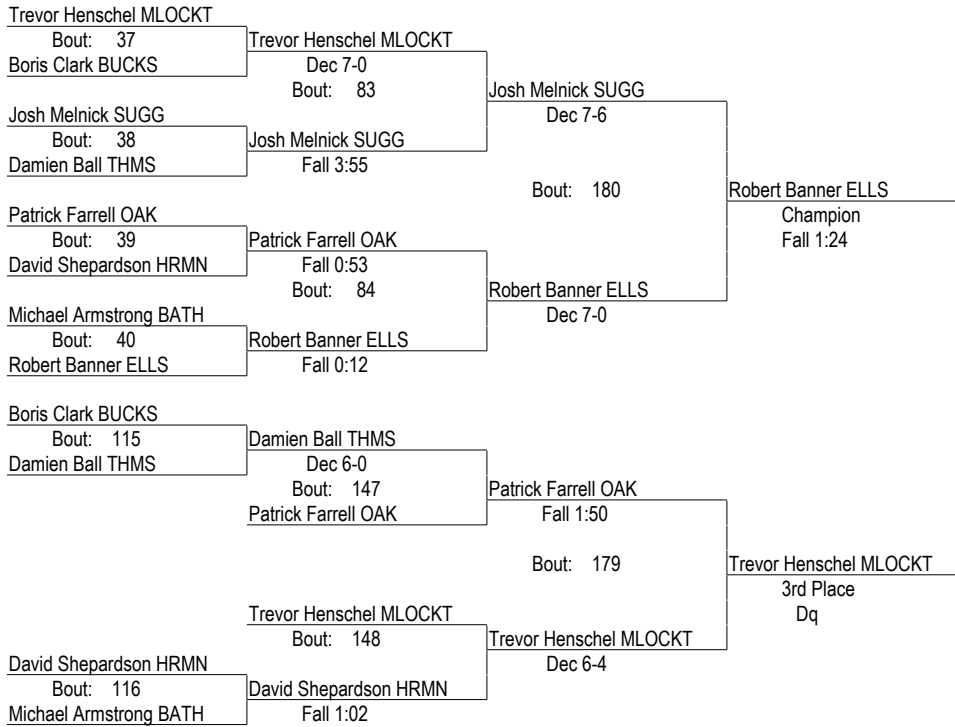 Trevor Henschel MLOCKT
Bout: 37
Trevor Henschel MLOCKT
Boris Clark BUCKS
Dec 7-0
Bout: 83
Josh Melnick SUGG
Josh Melnick SUGG
Dec 7-6
Bout: 38
Josh Melnick SUGG
Damien Ball THMS
Fall 3:55
Bout: 180
Robert Banner ELLS
Patrick Farrell OAK
Champion
Bout: 39
Patrick Farrell OAK
Fall 1:24
David Shepardson HRMN
Fall 0:53
Bout: 84
Robert Banner ELLS
Michael Armstrong BATH
Dec 7-0
Bout: 40
Robert Banner ELLS
Robert Banner ELLS
Fall 0:12
Boris Clark BUCKS
Bout: 115
Damien Ball THMS
Damien Ball THMS
Dec 6-0
Bout: 147
Patrick Farrell OAK
Patrick Farrell OAK
Fall 1:50
Bout: 179
Trevor Henschel MLOCKT
3rd Place
Trevor Henschel MLOCKT
Dq
Bout: 148
Trevor Henschel MLOCKT
David Shepardson HRMN
Dec 6-4
Bout: 116
David Shepardson HRMN
Michael Armstrong BATH
Fall 1:02